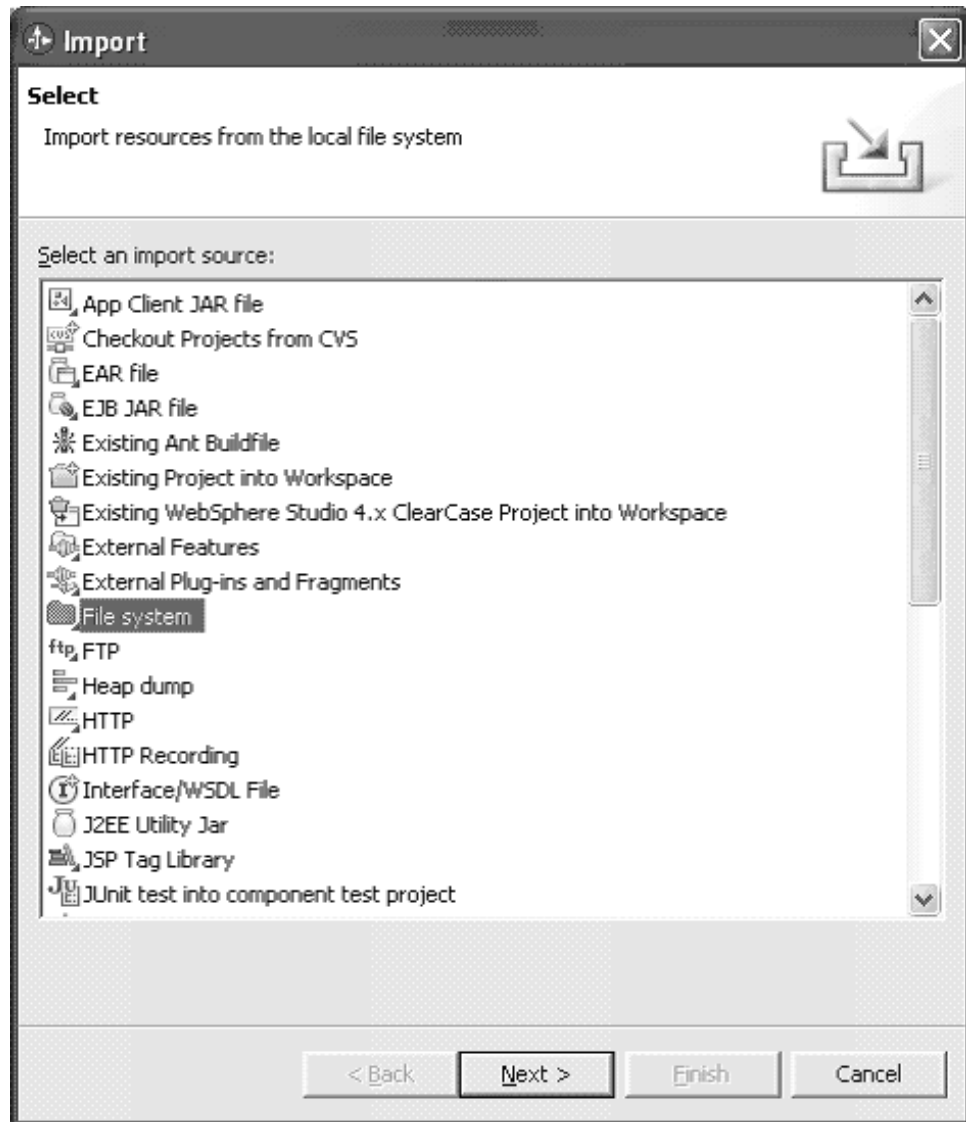 Import
Select
Import resources from the local file system
Select an import source:
App Client JAR file
Checkout Projects from CVS
EAR file
EJB JAR file
Existing Ant Buildfile
Existing Project into Workspace
Existing WebSphere Studio 4.x ClearCase Project into Workspace
External Features
External Plug-ins and Fragments
File system
ftp FTP
Heap dump
HTTP
HTTP Recording
Interface/WSDL File
J2EE Utility Jar
JSP Tag Library
JUnit test into component test project
< Back Next > Finish Cancel